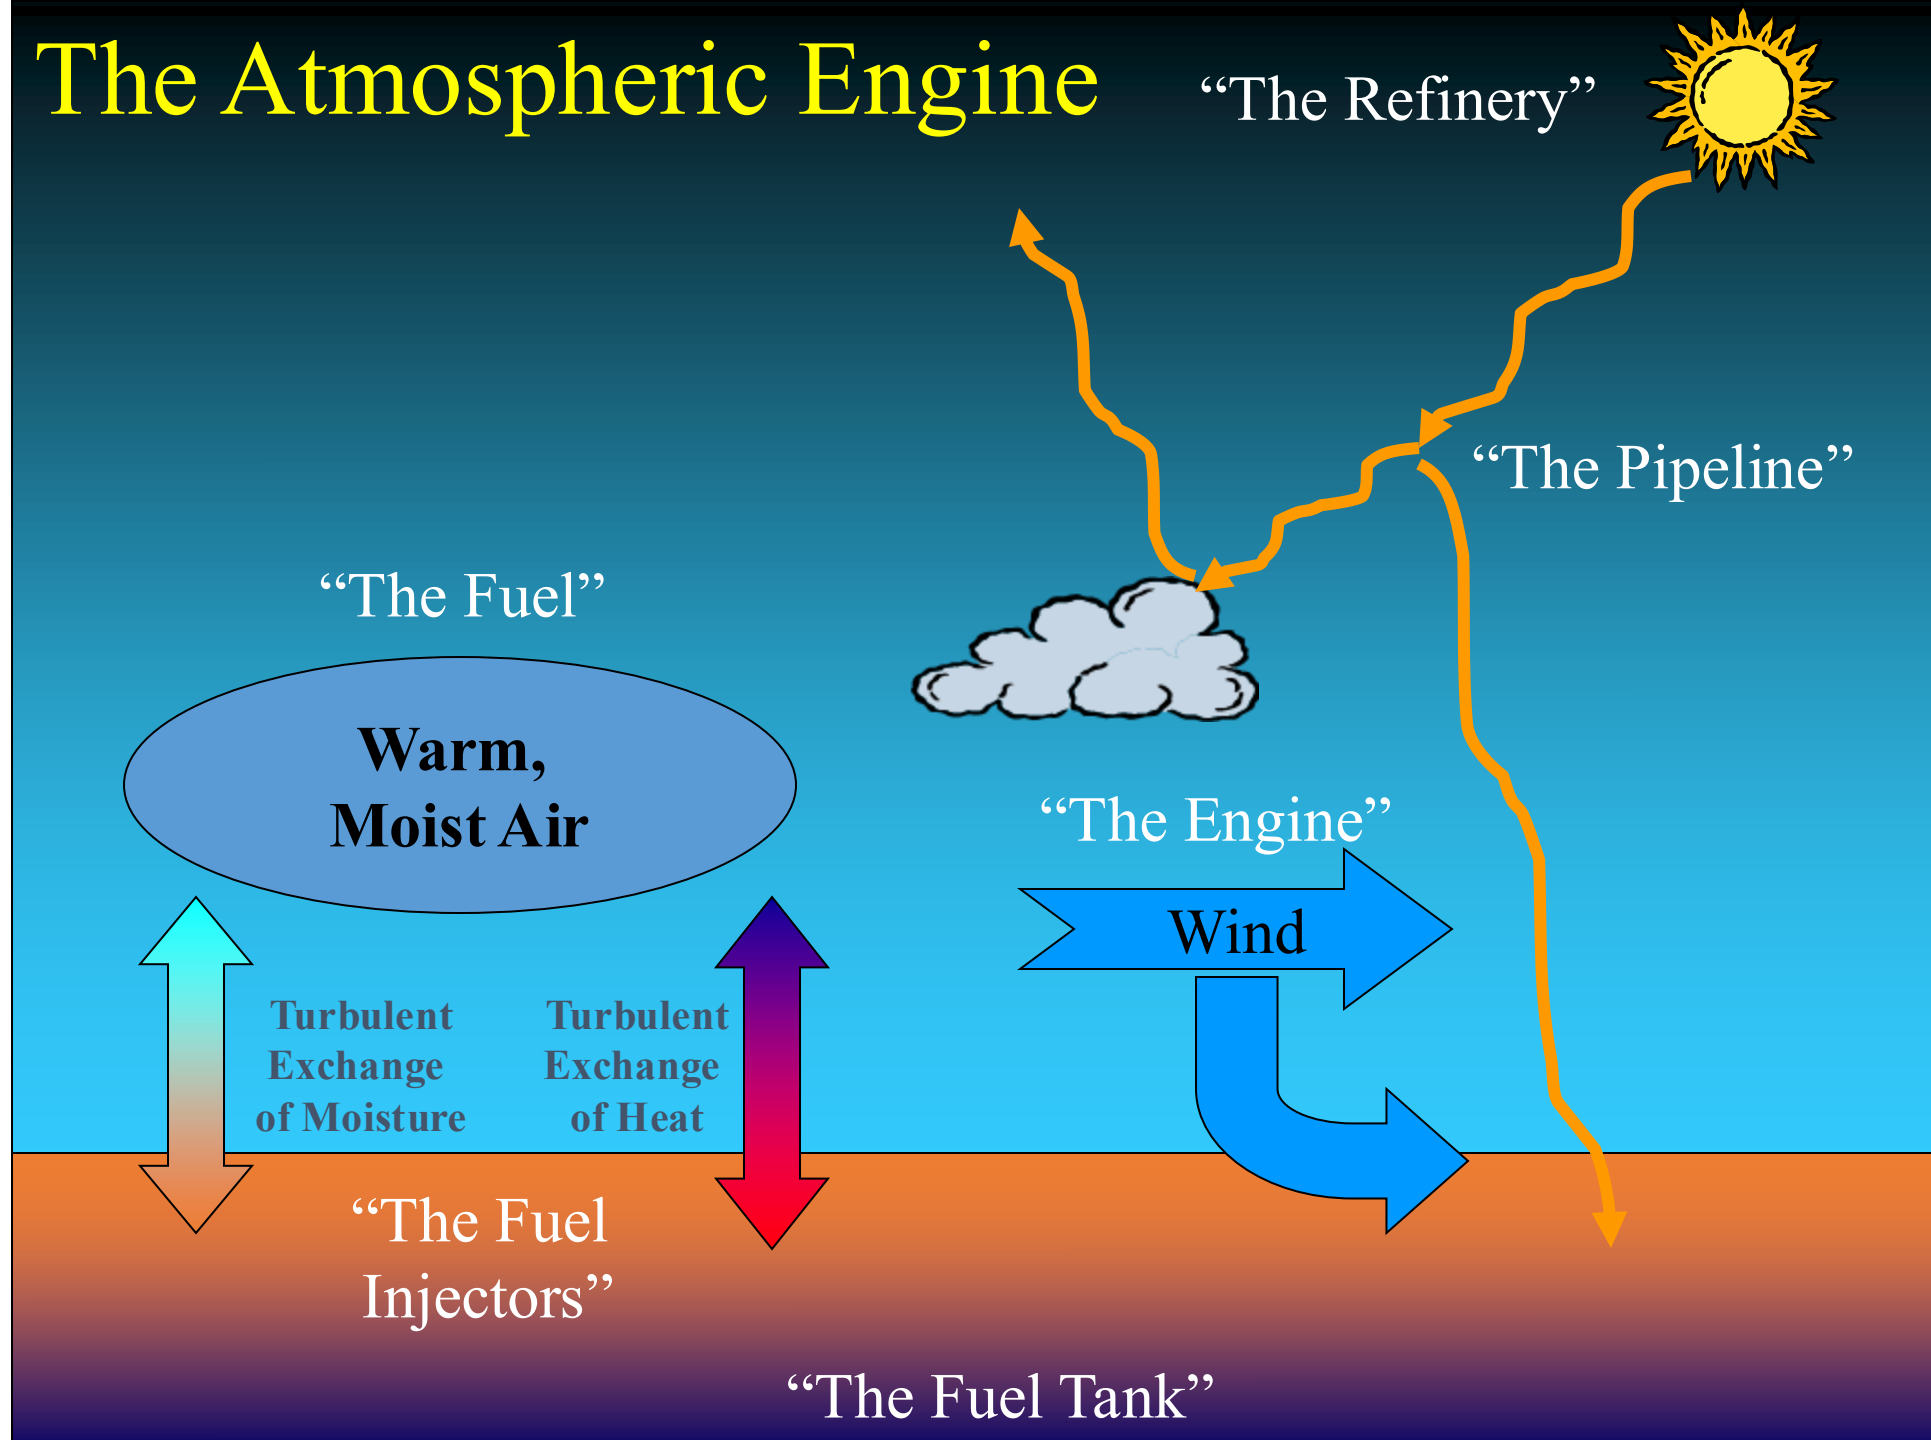 The Atmospheric Engine
“The Refinery”
“The Pipeline”
“The Fuel”
Warm,
Moist Air
“The Engine”
Wind
Turbulent
Exchange
of Moisture
Turbulent
Exchange
of Heat
“The Fuel
Injectors”
“The Fuel Tank”